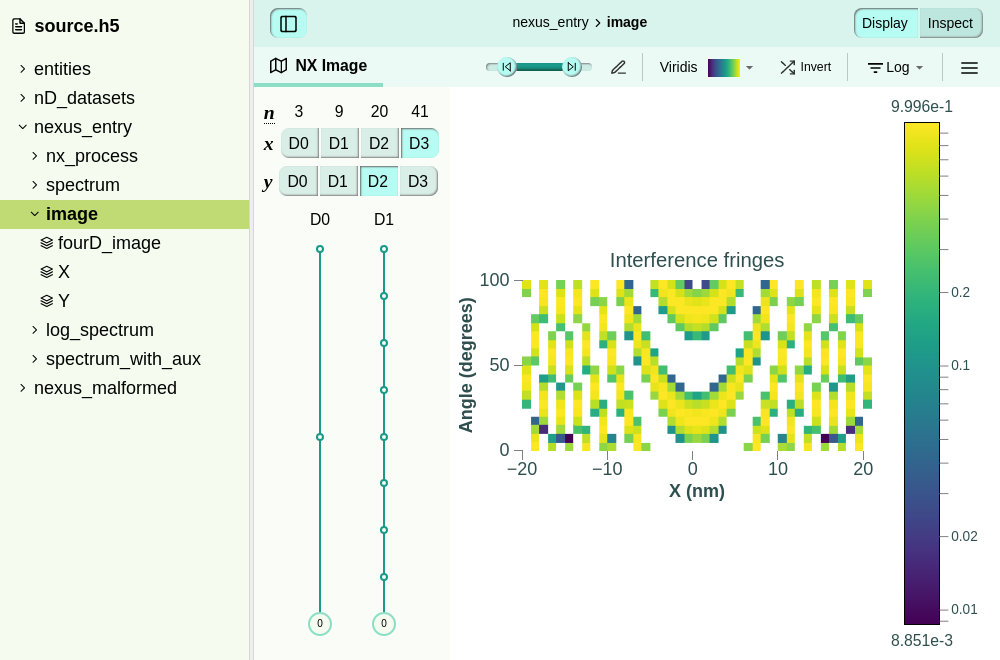 source.h5
nexus_entry › image
Display
Inspect
NX Image
Viridis
Invert
Log
entities
nD_datasets
nexus_entry
nx_process
spectrum
image
fourD_image
X
Y
log_spectrum
spectrum_with_aux
nexus_malformed
n 3 9 20 41
x D0 D1 D2 D3
y D0 D1 D2 D3
D0 D1
0 0
Interference fringes
Angle (degrees)
100
50
0
−20 −10 0 10 20
X (nm)
9.996e-1
0.2
0.1
0.02
0.01
8.851e-3